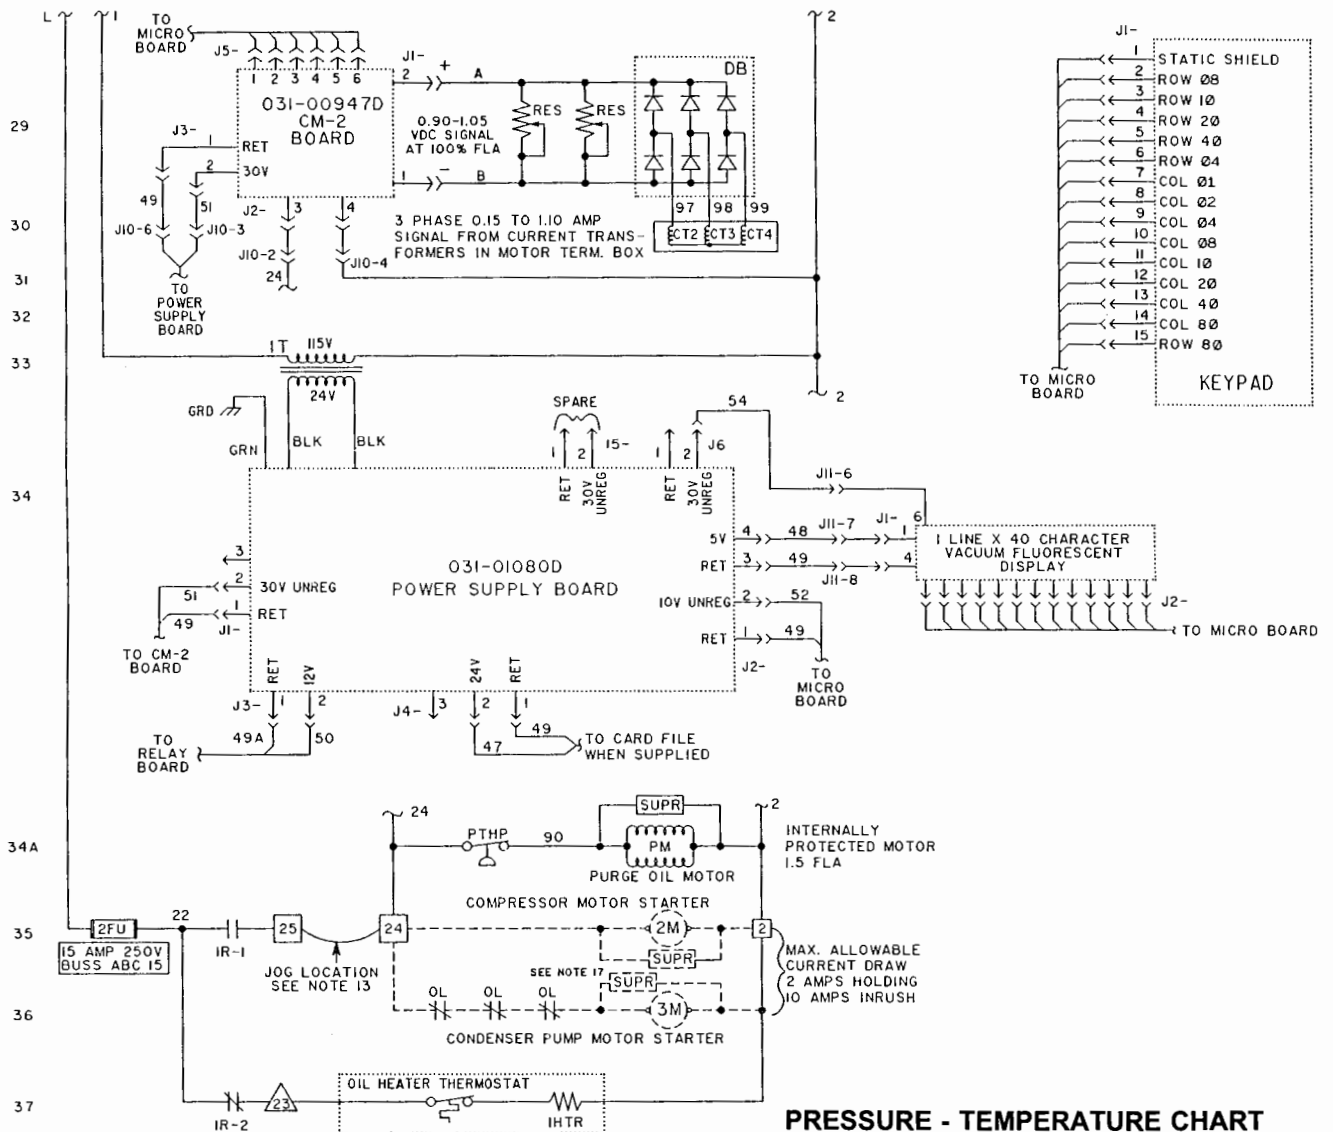 L
1
TO
MICRO
BOARD
J5-
1 2 3 4 5 6
031-00947D
CM-2
BOARD
J1-
2
+
A
0.90-1.05
VDC SIGNAL
AT 100% FLA
1
-
B
RES
RES
DB
97 98 99
CT2 CT3 CT4
3 PHASE 0.15 TO 1.10 AMP
SIGNAL FROM CURRENT TRANS-
FORMERS IN MOTOR TERM. BOX
2
29
J3-
1
RET
2
30V
49
51
J10-6
J10-3
TO
POWER
SUPPLY
BOARD
J2-
3
4
J10-2
24
J10-4
30
31
32
33
1T
115V
24V
2
J1-
1 STATIC SHIELD
2 ROW 08
3 ROW 10
4 ROW 20
5 ROW 40
6 ROW 04
7 COL 01
8 COL 02
9 COL 04
10 COL 08
11 COL 10
12 COL 20
13 COL 40
14 COL 80
15 ROW 80
TO MICRO
BOARD
KEYPAD
GRD
GRN
BLK
BLK
SPARE
1
2
I5-
RET
30V
UNREG
1
2
J6
RET
30V
UNREG
54
J11-6
6
34
031-01080D
POWER SUPPLY BOARD
3
51
2
30V UNREG
49
1
RET
J1-
TO CM-2
BOARD
5V
4
48
J11-7
J1-
1
RET
3
49
J11-8
4
10V UNREG
2
52
RET
1
49
J2-
TO
MICRO
BOARD
1 LINE X 40 CHARACTER
VACUUM FLUORESCENT
DISPLAY
J2-
TO MICRO BOARD
RET
12V
J3-
1
2
49A
50
TO
RELAY
BOARD
J4-
3
24V
RET
2
1
49
47
TO CARD FILE
WHEN SUPPLIED
34A
24
PTHP
90
SUPR
PM
PURGE OIL MOTOR
2
INTERNALLY
PROTECTED MOTOR
1.5 FLA
35
2FU
15 AMP 250V
BUSS ABC 15
22
1R-1
25
24
JOG LOCATION
SEE NOTE 13
COMPRESSOR MOTOR STARTER
2M
SUPR
2
MAX. ALLOWABLE
CURRENT DRAW
2 AMPS HOLDING
10 AMPS INRUSH
36
OL OL OL
SEE NOTE 17
SUPR
3M
CONDENSER PUMP MOTOR STARTER
37
1R-2
23
OIL HEATER THERMOSTAT
1HTR
PRESSURE - TEMPERATURE CHART